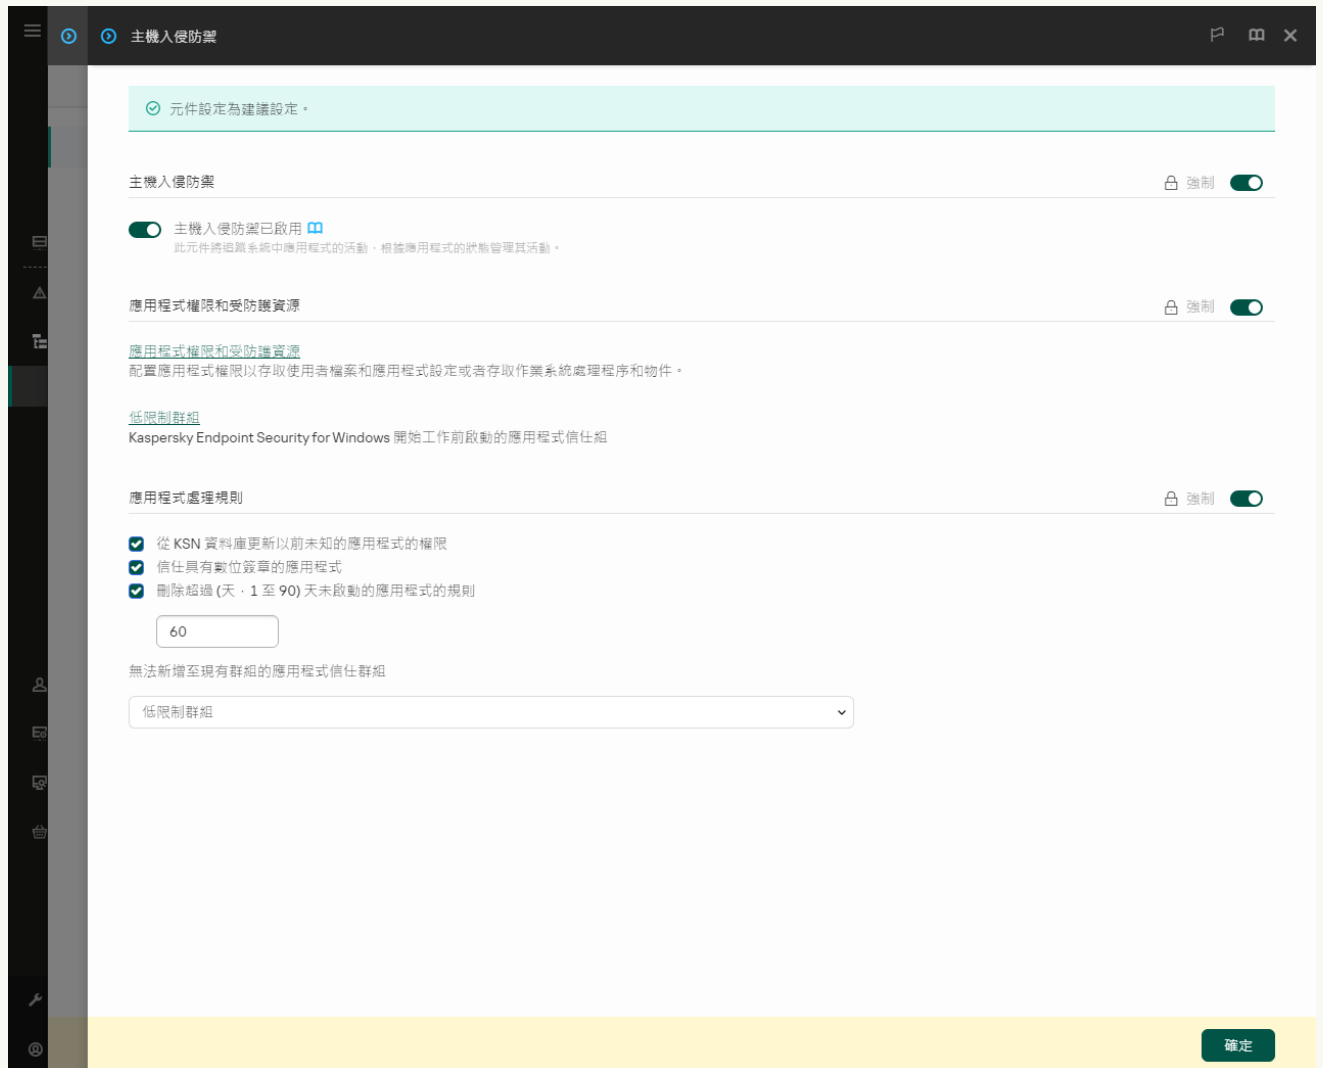 主機入侵防禦
元件設定為建議設定。
主機入侵防禦
強制
主機入侵防禦已啟用
此元件將追蹤系統中應用程式的活動，根據應用程式的狀態管理其活動。
應用程式權限和受防護資源
強制
應用程式權限和受防護資源
配置應用程式權限以存取使用者檔案和應用程式設定或者存取作業系統處理程序和物件。
低限制群組
Kaspersky Endpoint Security for Windows 開始工作前啟動的應用程式信任組
應用程式處理規則
強制
從 KSN 資料庫更新以前未知的應用程式的權限
信任具有數位簽章的應用程式
刪除超過 (天，1 至 90) 天未啟動的應用程式的規則
60
無法新增至現有群組的應用程式信任群組
低限制群組
確定